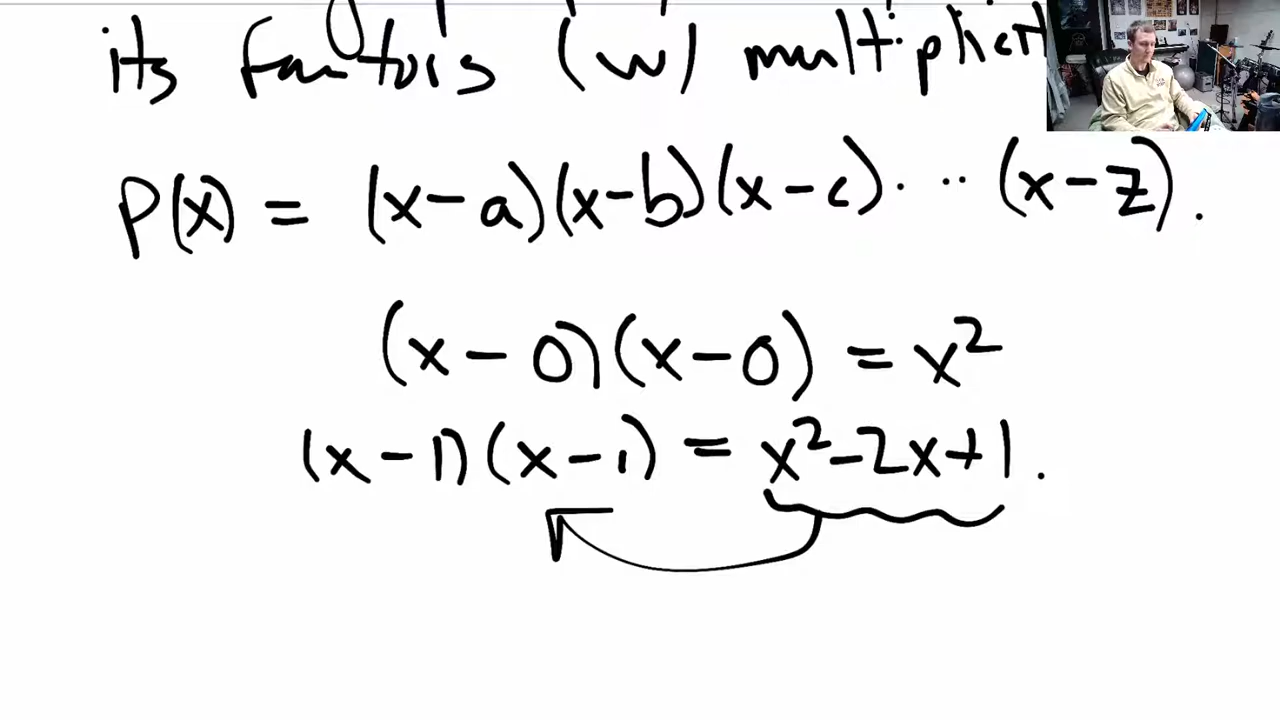 its factors (w) multiplicit
P(x) = (x-a)(x-b)(x-c)⋅ ⋅⋅ (x-z).
(x-0)(x-0) = x²
(x-1)(x-1) = x²-2x+1.